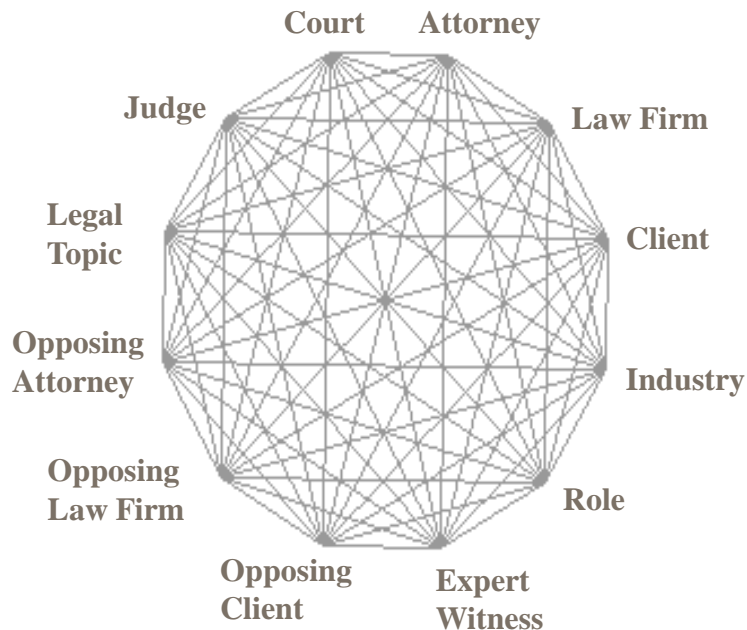 Court
Attorney
Judge
Law Firm
Legal
Topic
Client
Opposing
Attorney
Industry
Opposing
Law Firm
Role
Opposing
Client
Expert
Witness